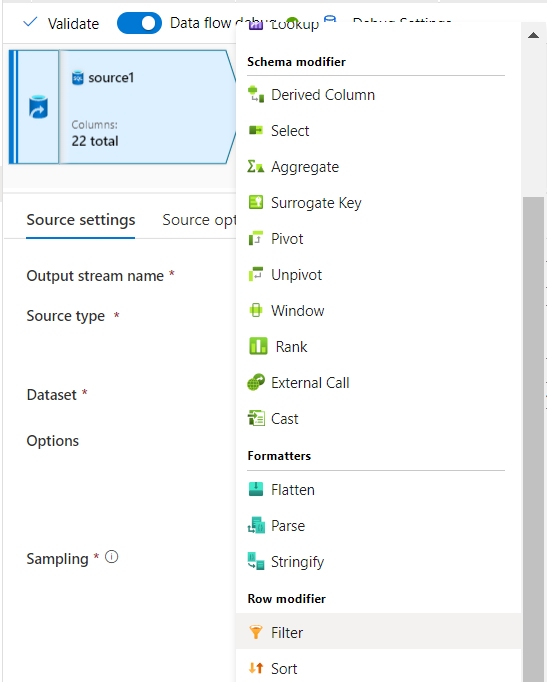 Validate
Data flow debug
Debug Settings
Lookup
source1
Columns:
22 total
Source settings
Source opt
Output stream name *
Source type *
Dataset *
Options
Sampling *
Schema modifier
Derived Column
Select
Aggregate
Surrogate Key
Pivot
Unpivot
Window
Rank
External Call
Cast
Formatters
Flatten
Parse
Stringify
Row modifier
Filter
Sort